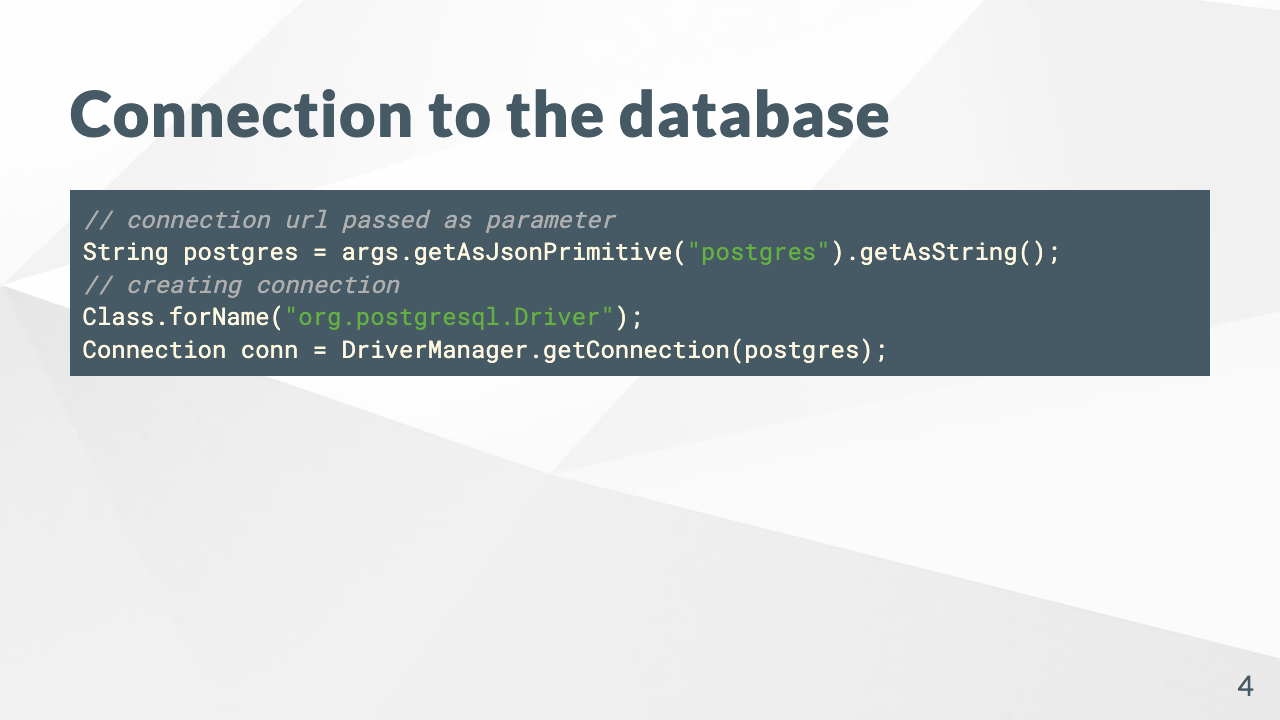 Connection to the database
// connection url passed as parameter
String postgres = args.getAsJsonPrimitive("postgres").getAsString();
// creating connection
Class.forName("org.postgresql.Driver");
Connection conn = DriverManager.getConnection(postgres);
4